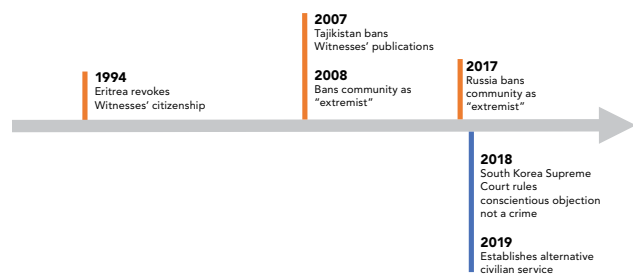 1994
Eritrea revokes
Witnesses' citizenship
2007
Tajikistan bans
Witnesses' publications
2008
Bans community as
“extremist”
2017
Russia bans
community as
“extremist”
2018
South Korea Supreme
Court rules
conscientious objection
not a crime
2019
Establishes alternative
civilian service